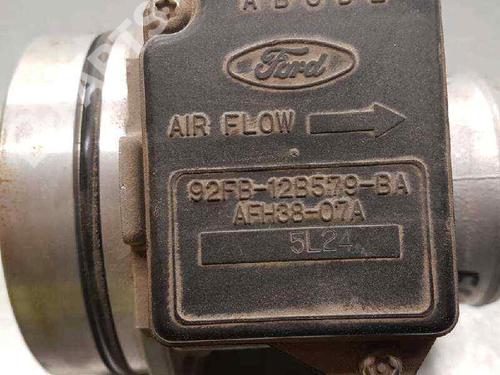 A B C D E
Ford
AIR FLOW
92FB-12B579-BA
AFH38-07A
5L24